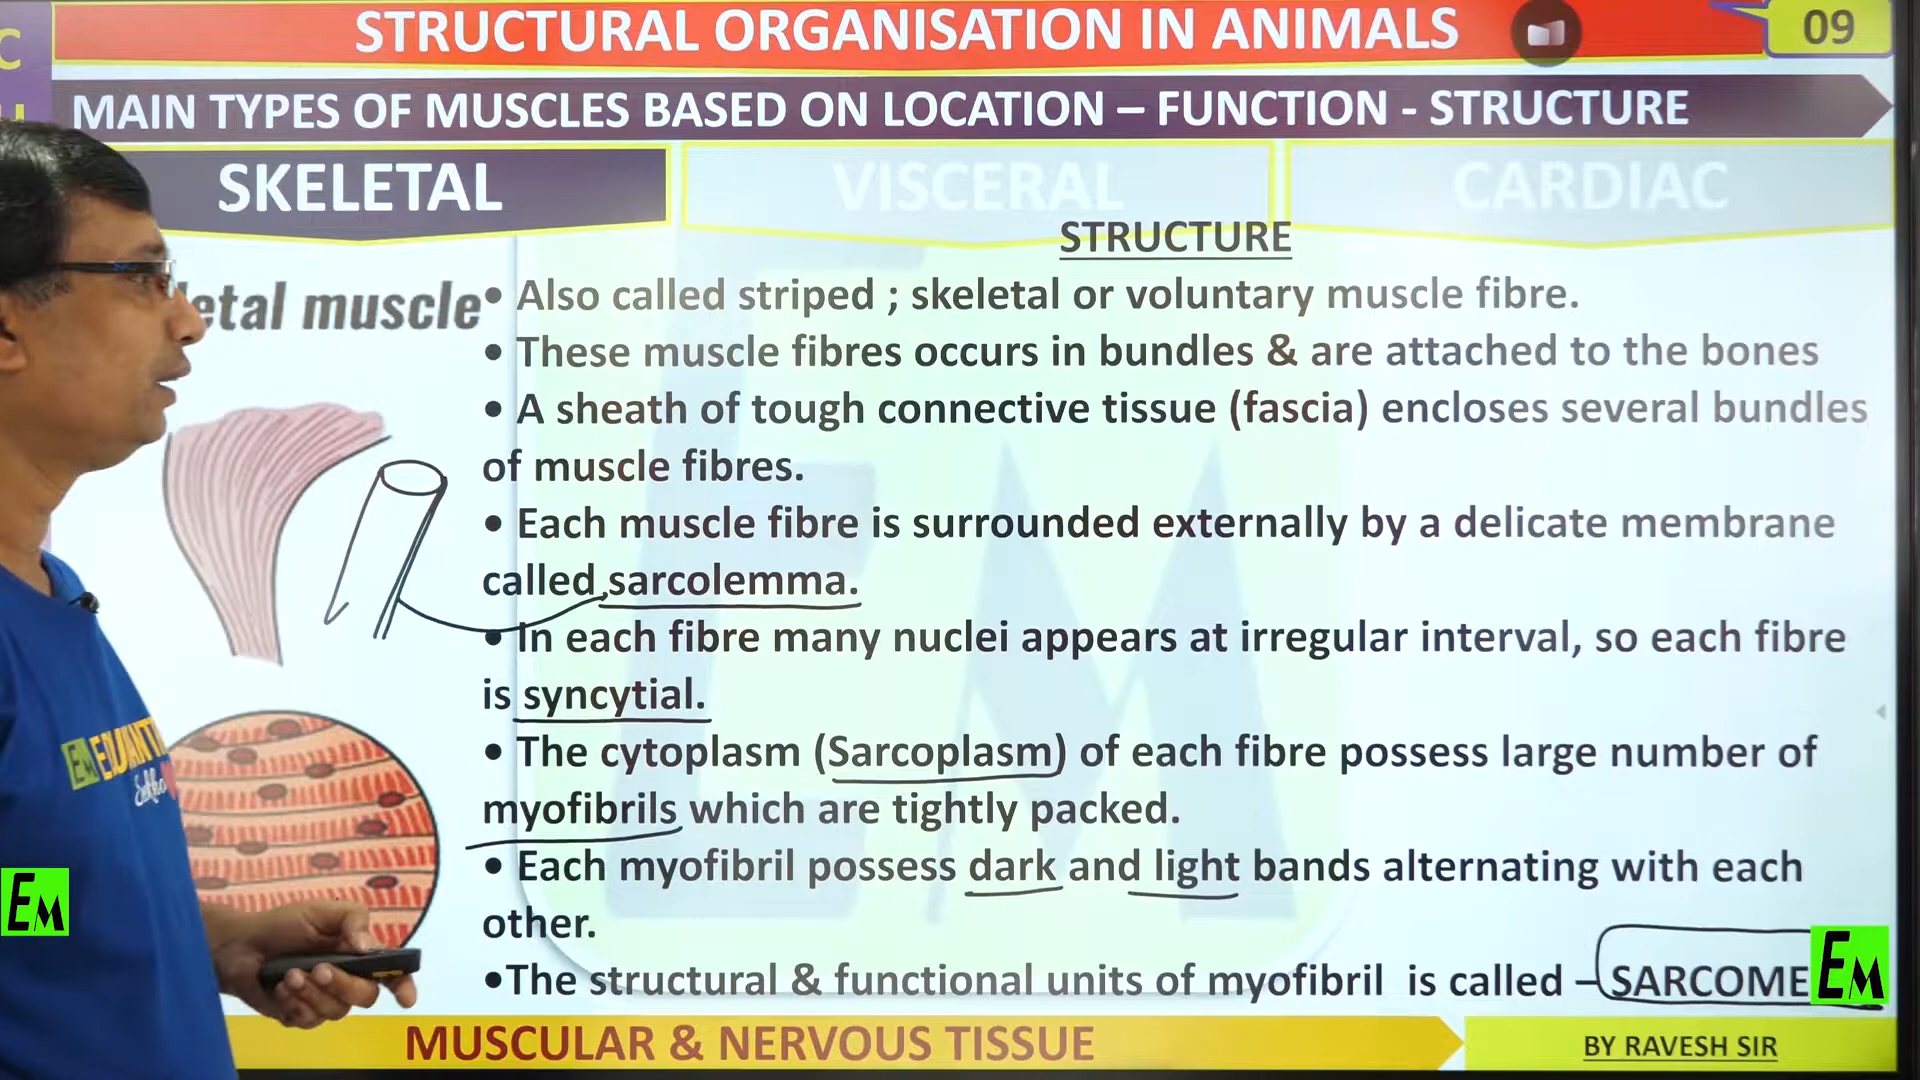 C
U
STRUCTURAL ORGANISATION IN ANIMALS
09
MAIN TYPES OF MUSCLES BASED ON LOCATION – FUNCTION - STRUCTURE
SKELETAL
VISCERAL
CARDIAC
STRUCTURE
etal muscle
• Also called striped ; skeletal or voluntary muscle fibre.
• These muscle fibres occurs in bundles & are attached to the bones
• A sheath of tough connective tissue (fascia) encloses several bundles
of muscle fibres.
• Each muscle fibre is surrounded externally by a delicate membrane
called sarcolemma.
• In each fibre many nuclei appears at irregular interval, so each fibre
is syncytial.
• The cytoplasm (Sarcoplasm) of each fibre possess large number of
myofibrils which are tightly packed.
• Each myofibril possess dark and light bands alternating with each
other.
•The structural & functional units of myofibril is called – SARCOME
MUSCULAR & NERVOUS TISSUE
BY RAVESH SIR
EM
EM
EM